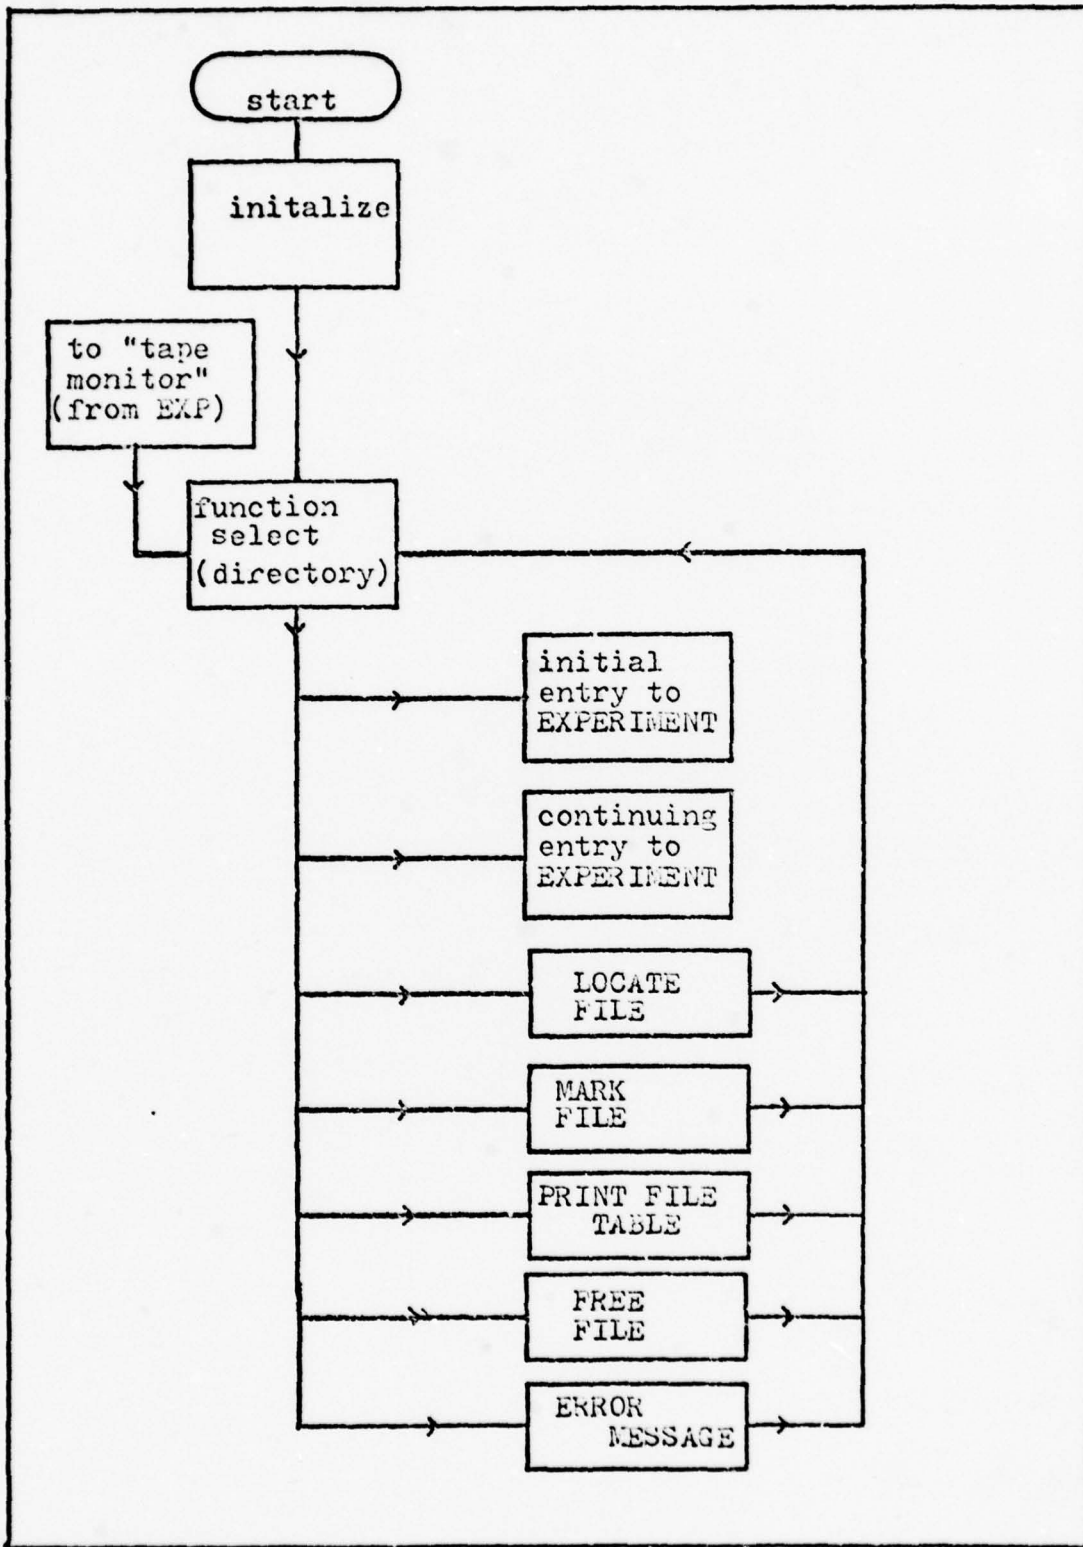 start
initalize
to "tape
monitor"
(from EXP)
function
select
(directory)
initial
entry to
EXPERIMENT
continuing
entry to
EXPERIMENT
LOCATE
FILE
MARK
FILE
PRINT FILE
TABLE
FREE
FILE
ERROR
MESSAGE